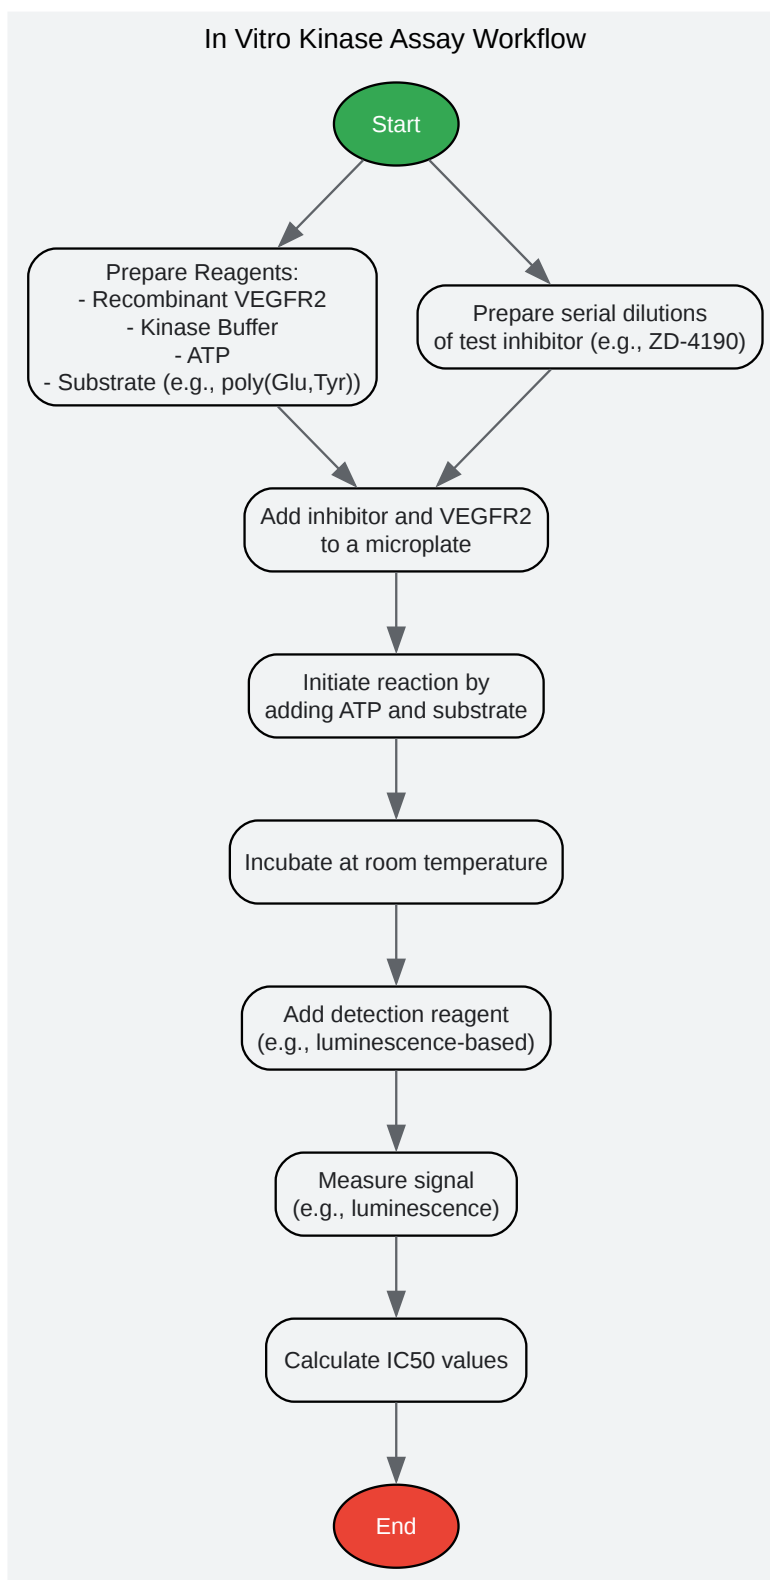 In Vitro Kinase Assay Workflow
Start
Prepare Reagents:
- Recombinant VEGFR2
- Kinase Buffer
- ATP
- Substrate (e.g., poly(Glu,Tyr))
Prepare serial dilutions
of test inhibitor (e.g., ZD-4190)
Add inhibitor and VEGFR2
to a microplate
Initiate reaction by
adding ATP and substrate
Incubate at room temperature
Add detection reagent
(e.g., luminescence-based)
Measure signal
(e.g., luminescence)
Calculate IC50 values
End